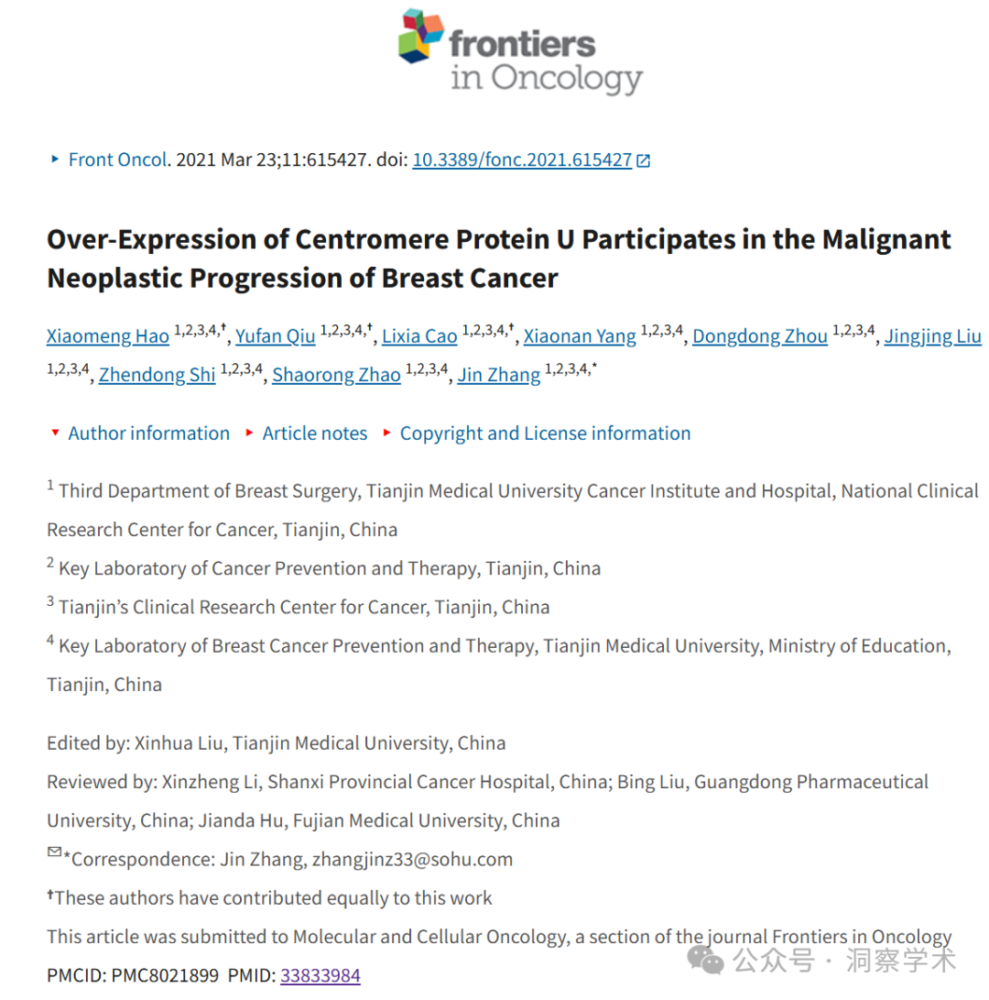 frontiers
in Oncology
Front Oncol. 2021 Mar 23;11:615427. doi: 10.3389/fonc.2021.615427
Over-Expression of Centromere Protein U Participates in the Malignant
Neoplastic Progression of Breast Cancer
Xiaomeng Hao 1,2,3,4,†, Yufan Qiu 1,2,3,4,†, Lixia Cao 1,2,3,4,†, Xiaonan Yang 1,2,3,4, Dongdong Zhou 1,2,3,4, Jingjing Liu
1,2,3,4, Zhendong Shi 1,2,3,4, Shaorong Zhao 1,2,3,4, Jin Zhang 1,2,3,4,*
Author information Article notes Copyright and License information
1 Third Department of Breast Surgery, Tianjin Medical University Cancer Institute and Hospital, National Clinical
Research Center for Cancer, Tianjin, China
2 Key Laboratory of Cancer Prevention and Therapy, Tianjin, China
3 Tianjin’s Clinical Research Center for Cancer, Tianjin, China
4 Key Laboratory of Breast Cancer Prevention and Therapy, Tianjin Medical University, Ministry of Education,
Tianjin, China
Edited by: Xinhua Liu, Tianjin Medical University, China
Reviewed by: Xinzheng Li, Shanxi Provincial Cancer Hospital, China; Bing Liu, Guangdong Pharmaceutical
University, China; Jianda Hu, Fujian Medical University, China
*Correspondence: Jin Zhang, zhangjinz33@sohu.com
†These authors have contributed equally to this work
This article was submitted to Molecular and Cellular Oncology, a section of the journal Frontiers in Oncology
公众号 · 洞察学术
PMCID: PMC8021899 PMID: 33833984